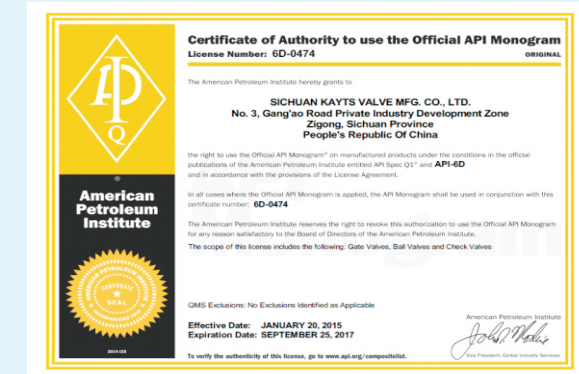 Certificate of Authority to use the Official API Monogram
License Number: 6D-0474
ORIGINAL
The American Petroleum Institute hereby grants to
SICHUAN KAYTS VALVE MFG. CO., LTD.
No. 3, Gang'ao Road Private Industry Development Zone
Zigong, Sichuan Province
People's Republic Of China
the right to use the Official API Monogram® on manufactured products under the conditions in the official
publications of the American Petroleum Institute entitled API Spec Q1® and API-6D
and in accordance with the provisions of the License Agreement.
In all cases where the Official API Monogram is applied, the API Monogram shall be used in conjunction with this
certificate number: 6D-0474
The American Petroleum Institute reserves the right to revoke this authorization to use the Official API Monogram
for any reason satisfactory to the Board of Directors of the American Petroleum Institute.
The scope of this license includes the following: Gate Valves, Ball Valves and Check Valves
QMS Exclusions: No Exclusions Identified as Applicable
Effective Date: JANUARY 20, 2015
Expiration Date: SEPTEMBER 25, 2017
To verify the authenticity of this license, go to www.api.org/compositelist.
American Petroleum Institute
Vice President, Global Industry Services
Q
®
American
Petroleum
Institute
AMERICAN PETROLEUM INSTITUTE
CORPORATE
SEAL